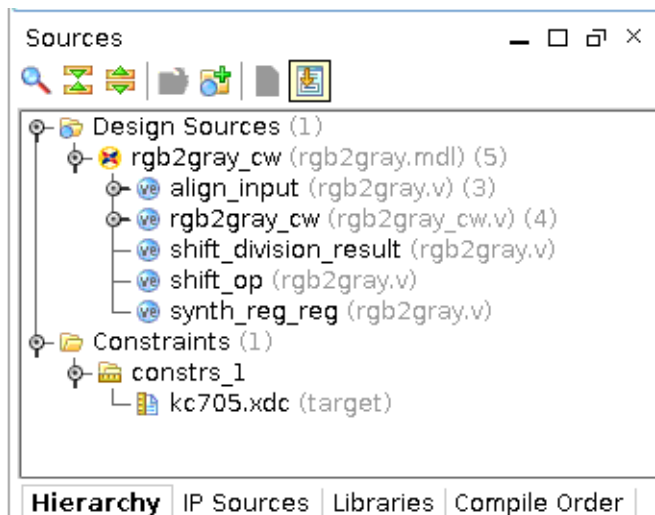 Sources
Design Sources (1)
rgb2gray_cw (rgb2gray.mdl) (5)
align_input (rgb2gray.v) (3)
rgb2gray_cw (rgb2gray_cw.v) (4)
shift_division_result (rgb2gray.v)
shift_op (rgb2gray.v)
synth_reg_reg (rgb2gray.v)
Constraints (1)
constrs_1
kc705.xdc (target)
Hierarchy IP Sources Libraries Compile Order